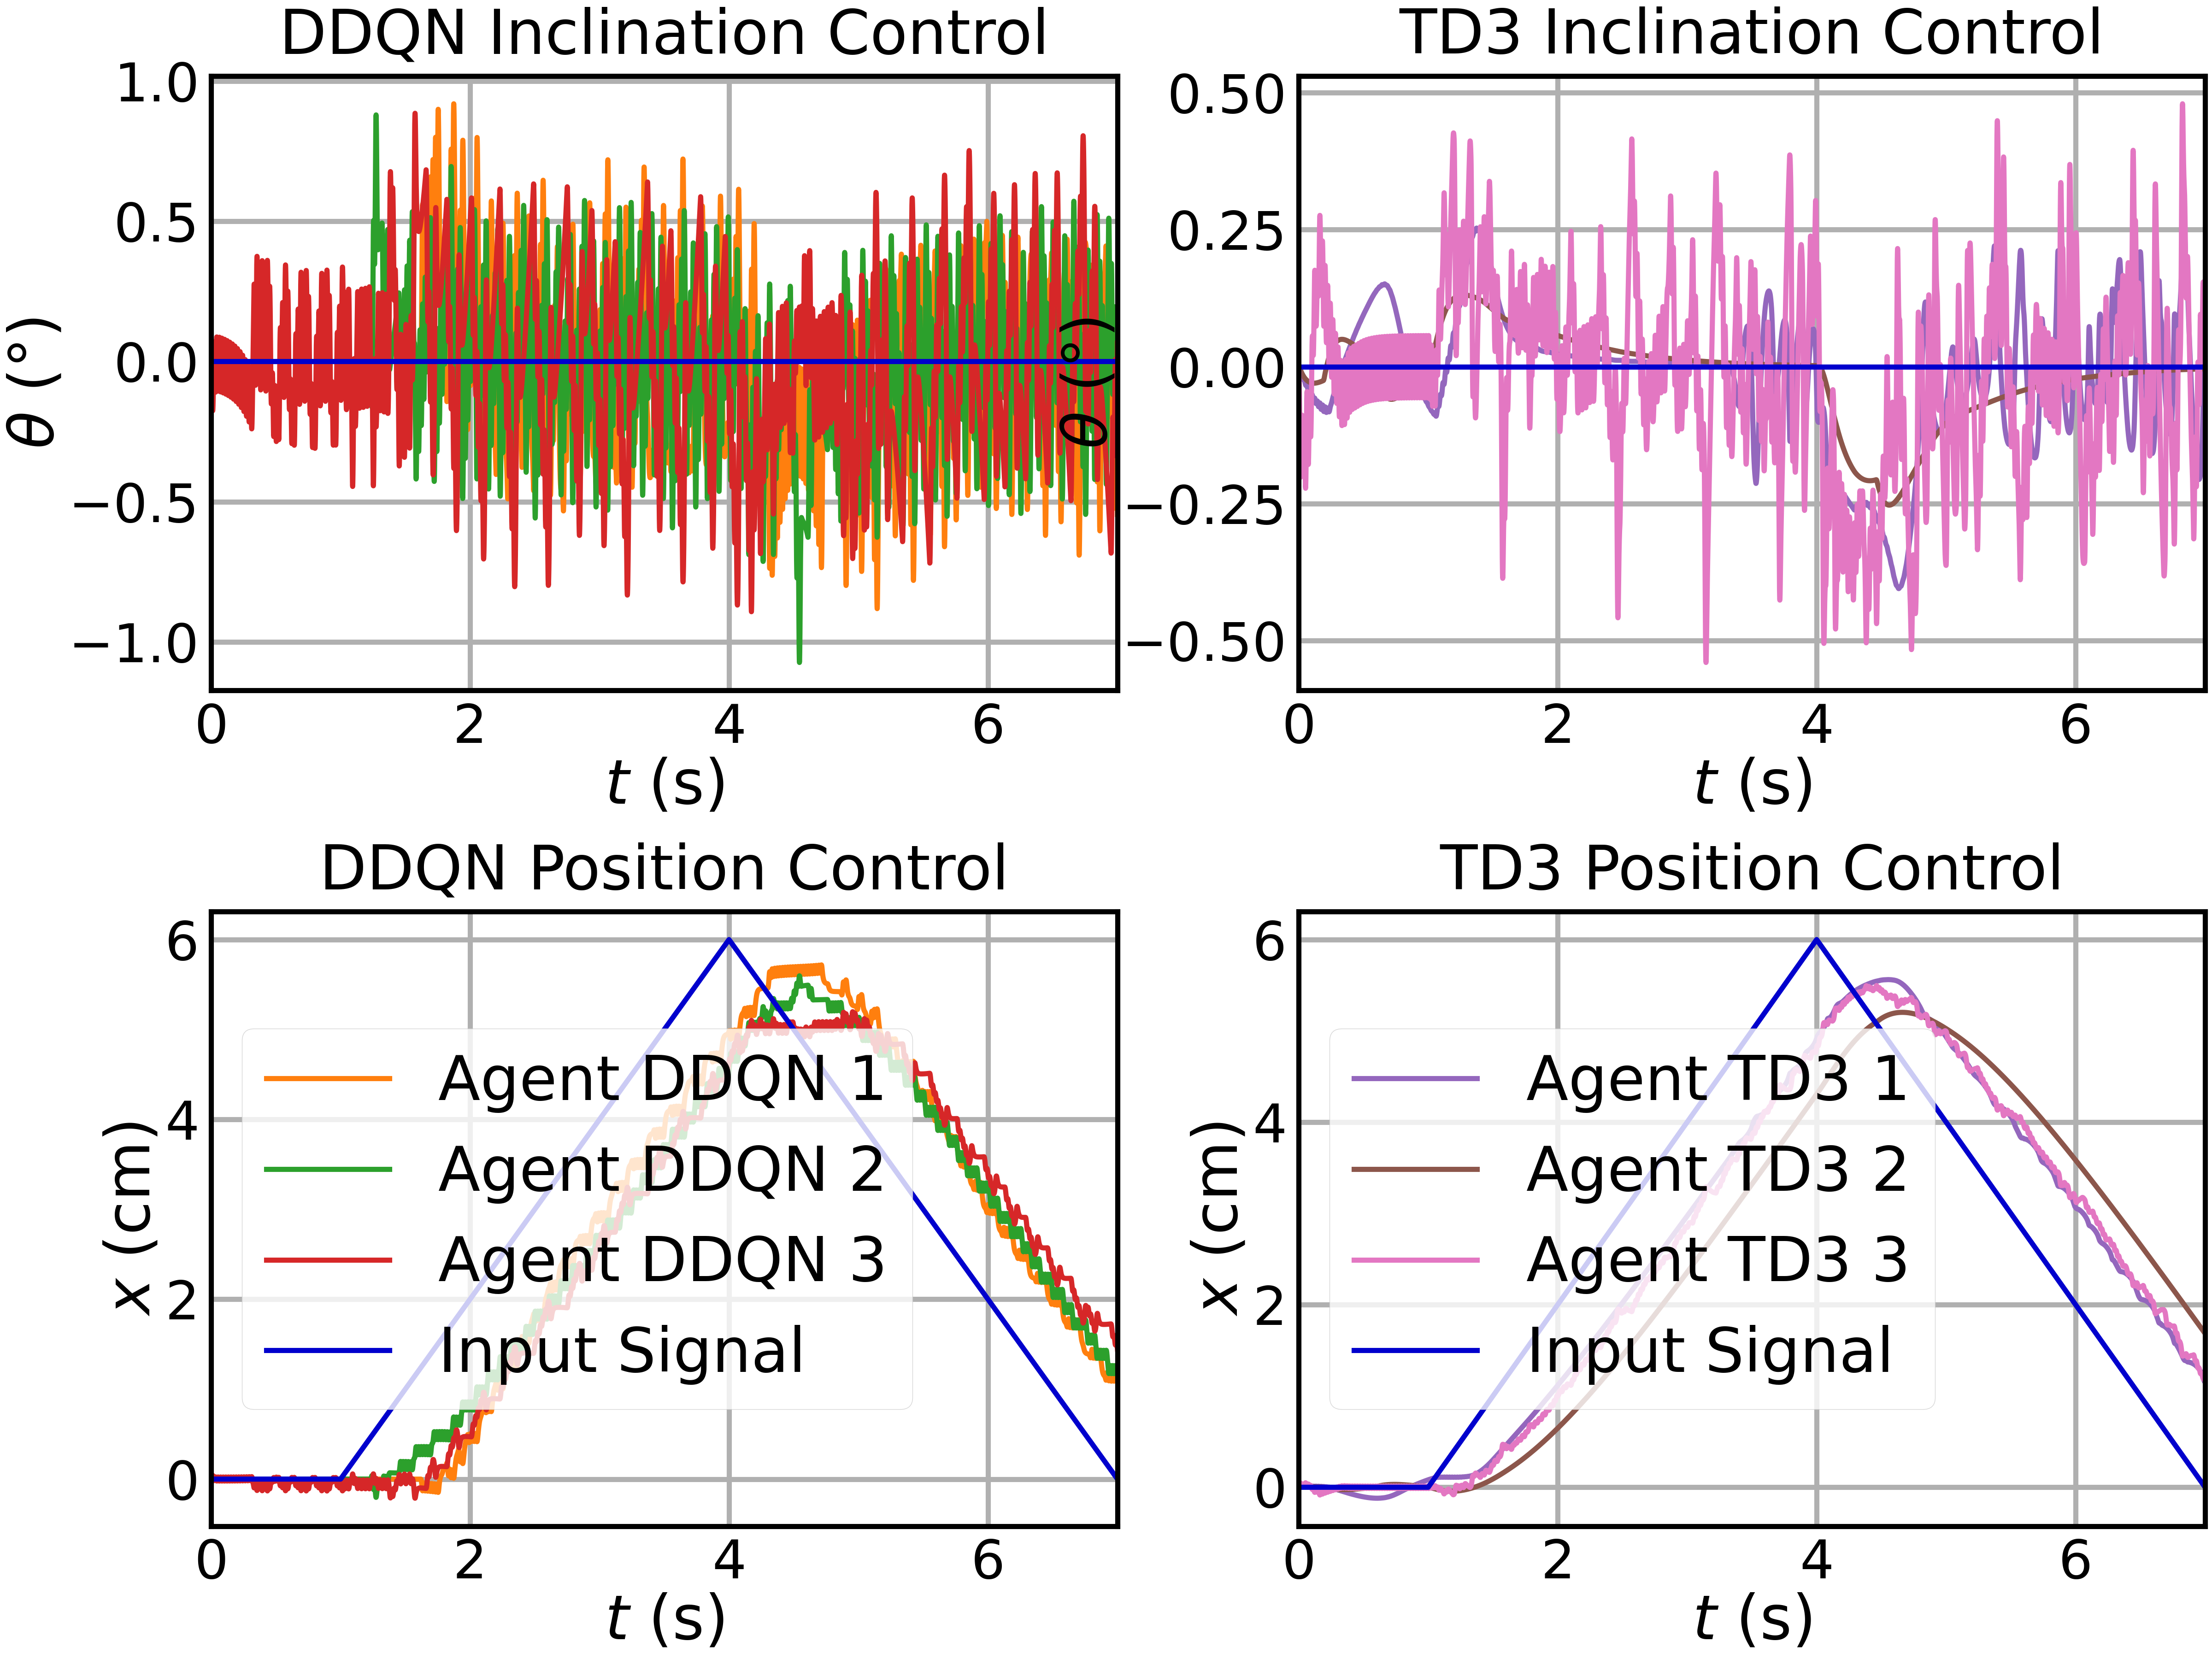 DDQN Inclination Control
1.0
0.5
0.0
−0.5
−1.0
θ (°)
0 2 4 6
t (s)
TD3 Inclination Control
0.50
0.25
0.00
−0.25
−0.50
θ (°)
0 2 4 6
t (s)
DDQN Position Control
6
4
2
0
x (cm)
Agent DDQN 1
Agent DDQN 2
Agent DDQN 3
Input Signal
0 2 4 6
t (s)
TD3 Position Control
6
4
2
0
x (cm)
Agent TD3 1
Agent TD3 2
Agent TD3 3
Input Signal
0 2 4 6
t (s)